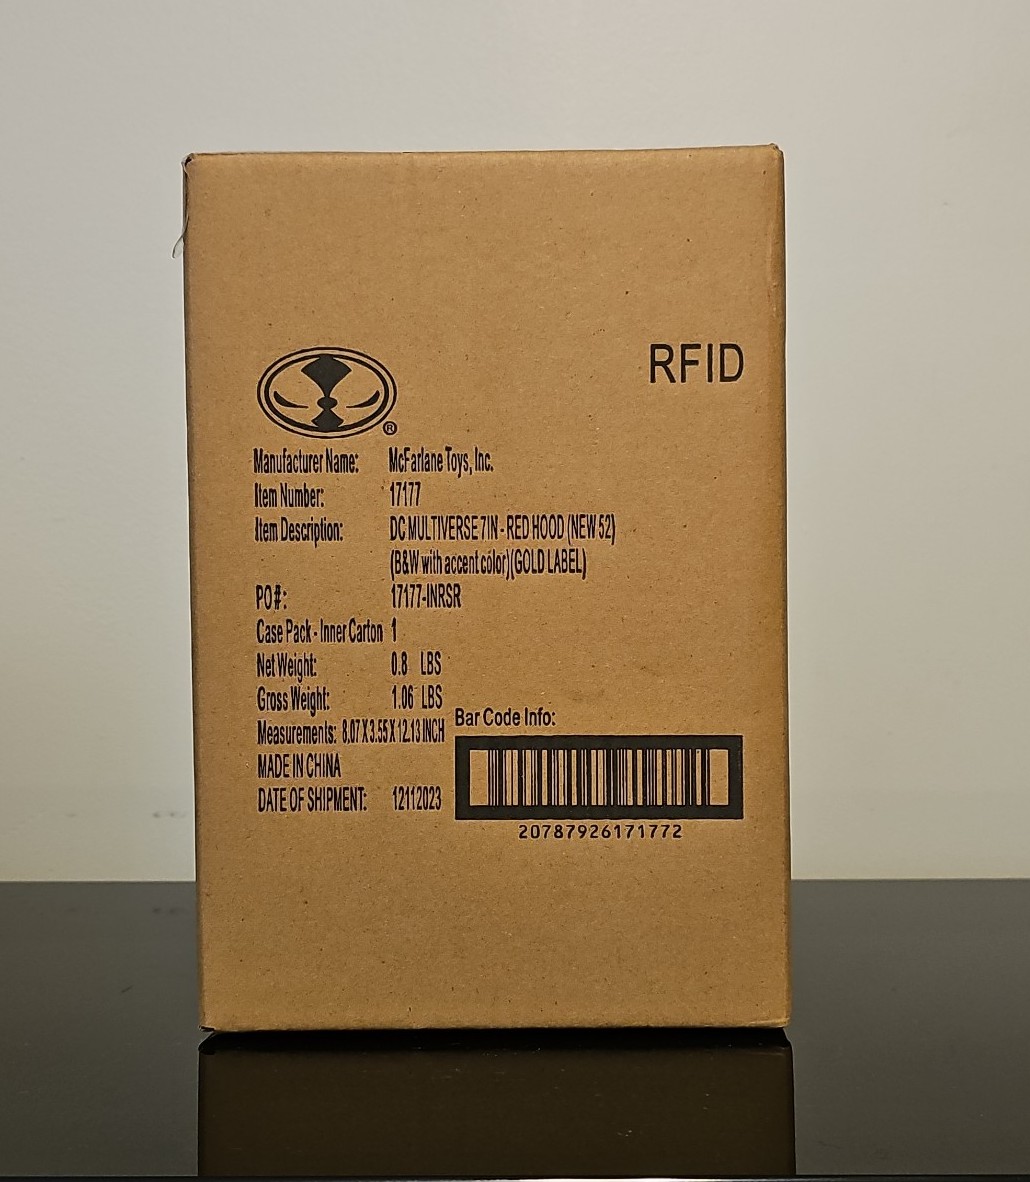 RFID
®
Manufacturer Name: McFarlane Toys, Inc.
Item Number: 17177
Item Description: DC MULTIVERSE 7IN - RED HOOD (NEW 52)
(B&W with accent color)(GOLD LABEL)
PO#: 17177-INRSR
Case Pack - Inner Carton 1
Net Weight: 0.8 LBS
Gross Weight: 1.06 LBS
Measurements: 8.07 X 3.55 X 12.13 INCH
MADE IN CHINA
DATE OF SHIPMENT: 12112023
Bar Code Info:
20787926171772